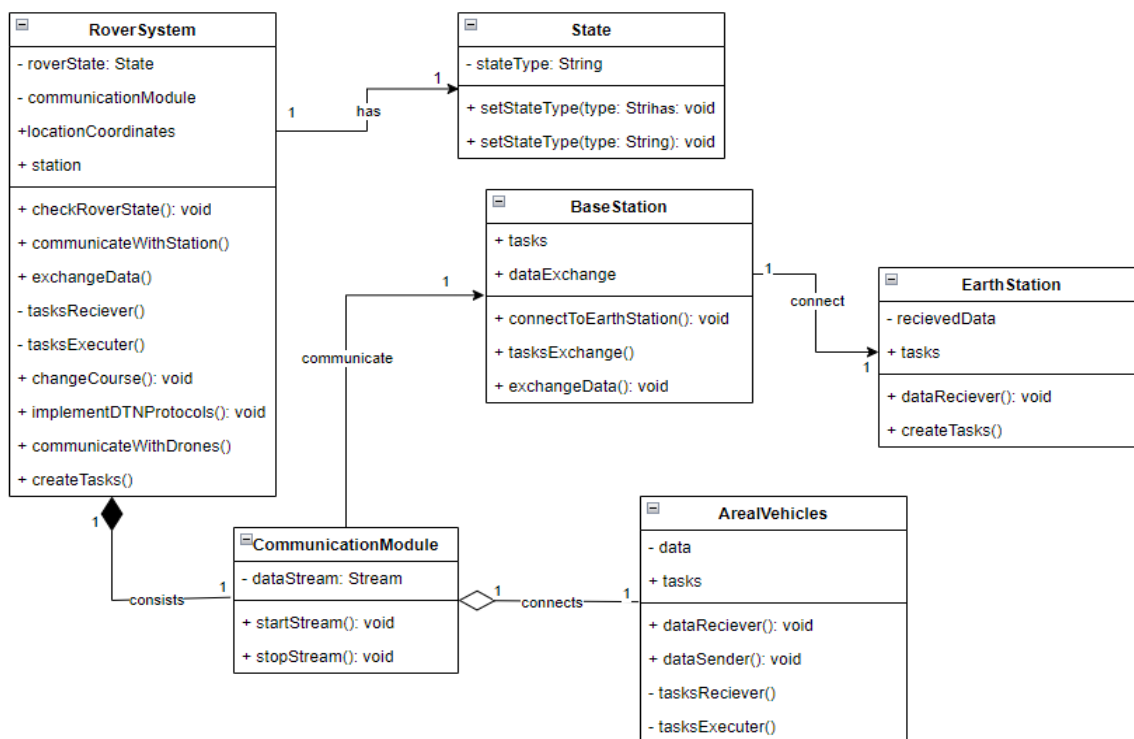 RoverSystem
- roverState: State
- communicationModule
+locationCoordinates
+ station
+ checkRoverState(): void
+ communicateWithStation()
+ exchangeData()
- tasksReciever()
- tasksExecuter()
+ changeCourse(): void
+ implementDTNProtocols(): void
+ communicateWithDrones()
+ createTasks()
1
has
1
State
- stateType: String
+ setStateType(type: Strihas: void
+ setStateType(type: String): void
BaseStation
+ tasks
+ dataExchange
+ connectToEarthStation(): void
+ tasksExchange()
+ exchangeData(): void
1
connect
1
EarthStation
- recievedData
+ tasks
+ dataReciever(): void
+ createTasks()
1
communicate
1
consists
1
CommunicationModule
- dataStream: Stream
+ startStream(): void
+ stopStream(): void
1
connects
1
ArealVehicles
- data
+ tasks
+ dataReciever(): void
+ dataSender(): void
- tasksReciever()
- tasksExecuter()